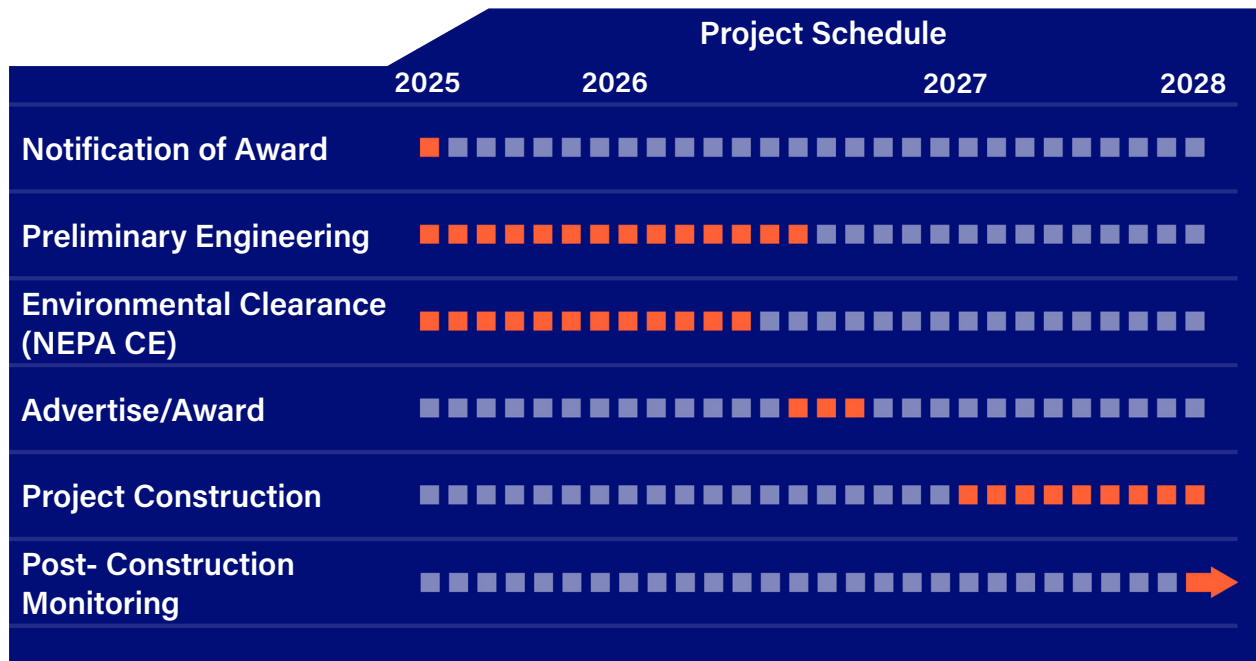 Project Schedule
2025 2026 2027 2028
Notification of Award
Preliminary Engineering
Environmental Clearance
(NEPA CE)
Advertise/Award
Project Construction
Post- Construction
Monitoring